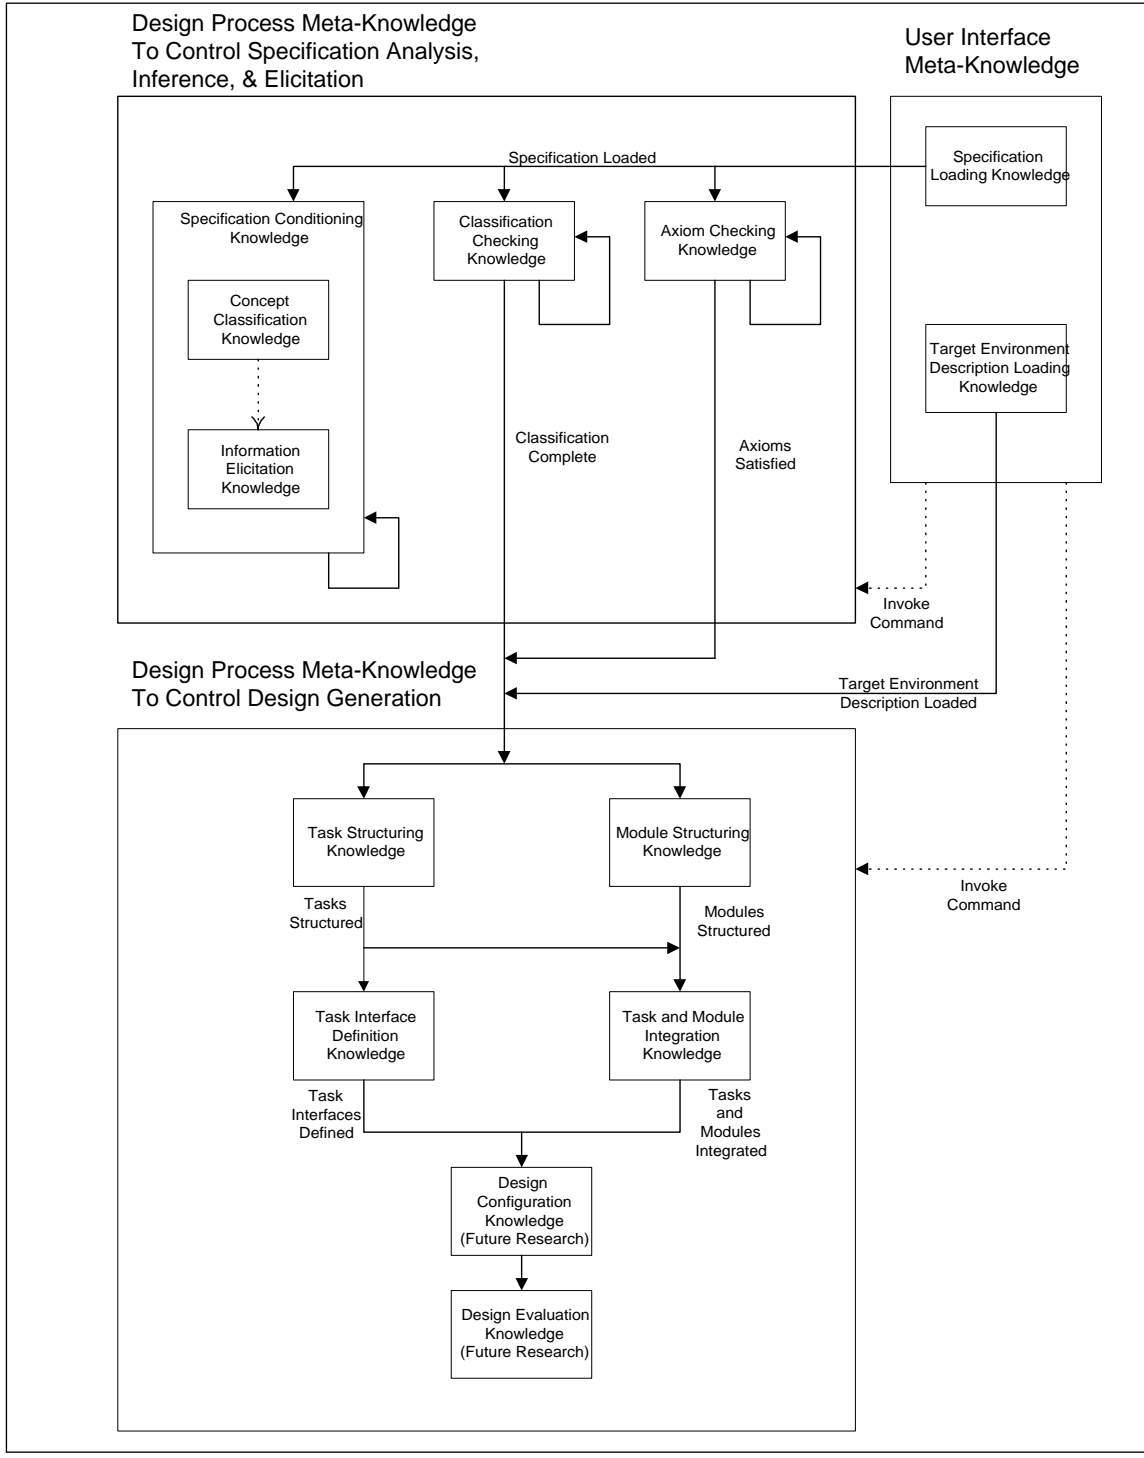 Design Process Meta-Knowledge
To Control Specification Analysis,
Inference, & Elicitation
User Interface
Meta-Knowledge
Specification Loaded
Specification
Loading Knowledge
Specification Conditioning
Knowledge
Classification
Checking
Knowledge
Axiom Checking
Knowledge
Concept
Classification
Knowledge
Target Environment
Description Loading
Knowledge
Information
Elicitation
Knowledge
Classification
Complete
Axioms
Satisfied
Invoke
Command
Design Process Meta-Knowledge
To Control Design Generation
Target Environment
Description Loaded
Task Structuring
Knowledge
Module Structuring
Knowledge
Invoke
Command
Tasks
Structured
Modules
Structured
Task Interface
Definition
Knowledge
Task and Module
Integration
Knowledge
Task
Interfaces
Defined
Tasks
and
Modules
Integrated
Design
Configuration
Knowledge
(Future Research)
Design Evaluation
Knowledge
(Future Research)